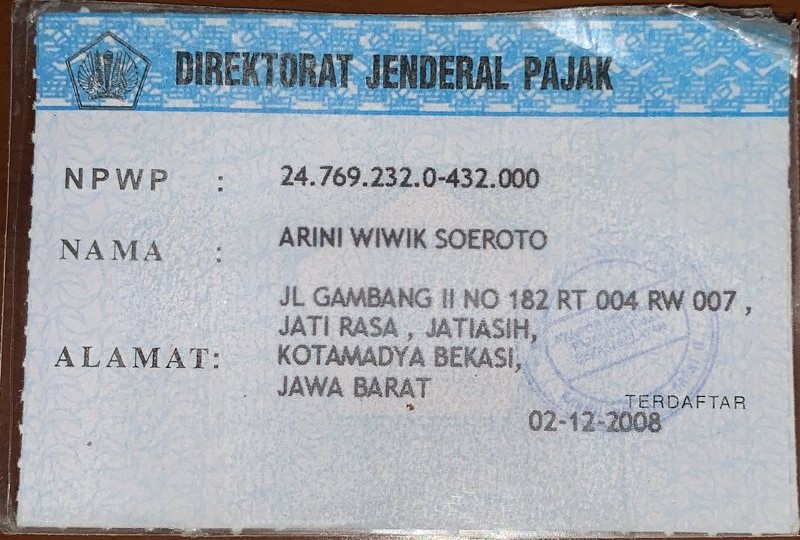 DIREKTORAT JENDERAL PAJAK
NPWP : 24.769.232.0-432.000
NAMA : ARINI WIWIK SOEROTO
ALAMAT: JL GAMBANG II NO 182 RT 004 RW 007 ,
JATI RASA , JATIASIH,
KOTAMADYA BEKASI,
JAWA BARAT
TERDAFTAR
02-12-2008